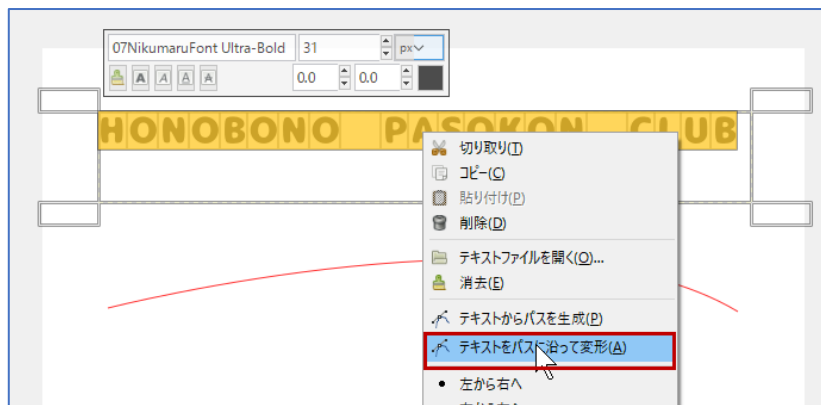 07NikumaruFont Ultra-Bold 31 px
A A A A 0.0 0.0
HONOBONO PASOKON CLUB
切り取り(T)
コピー(C)
貼り付け(P)
削除(D)
テキストファイルを開く(O)...
消去(E)
テキストからパスを生成(P)
テキストをパスに沿って変形(A)
左から右へ